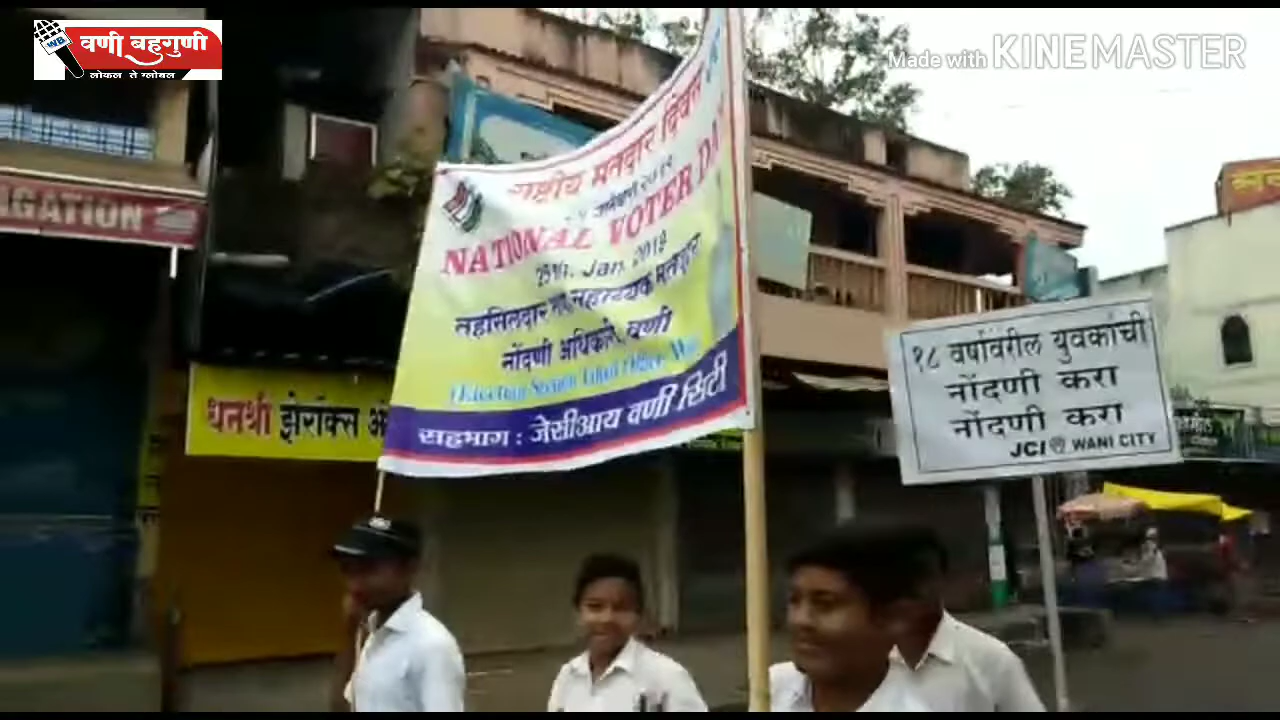 वणी बहुगुणी
लोकल से ग्लोबल
Made with KINEMASTER
IGATION
राष्ट्रीय मतदार दिवस
NATIONAL VOTER DA
25th. Jan. 2019
तहसिलदार सहाय्यक मतदार
नोंदणी अधिकारी, वणी
सहभाग : जेसीआय वणी सिटी
धनश्री झेरॉक्स
१८ वर्षावरील युवकांची
नोंदणी करा
नोंदणी करा
JCI WANI CITY